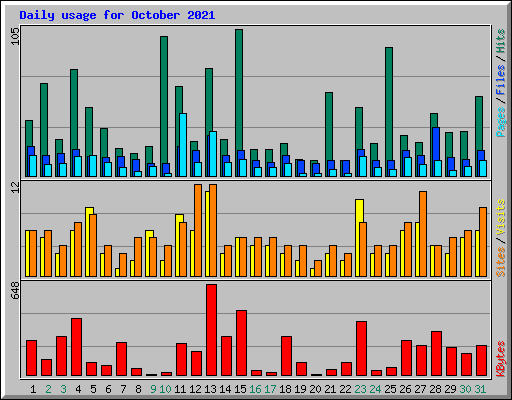 Daily usage for October 2021
105
Pages / Files / Hits
12
Sites / Visits
648
KBytes
1 2 3 4 5 6 7 8 9 10 11 12 13 14 15 16 17 18 19 20 21 22 23 24 25 26 27 28 29 30 31